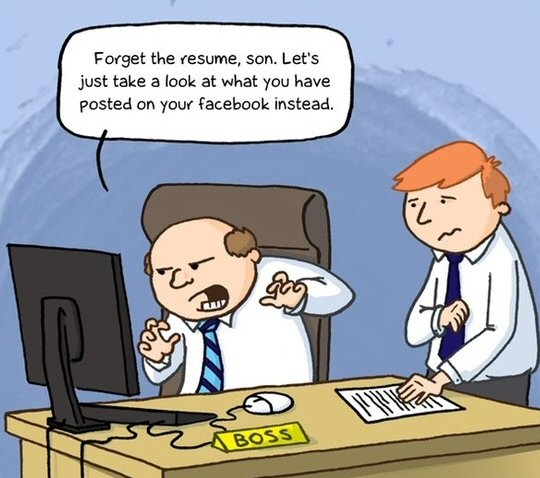 Forget the resume, son. Let's
just take a look at what you have
posted on your facebook instead.
BOSS